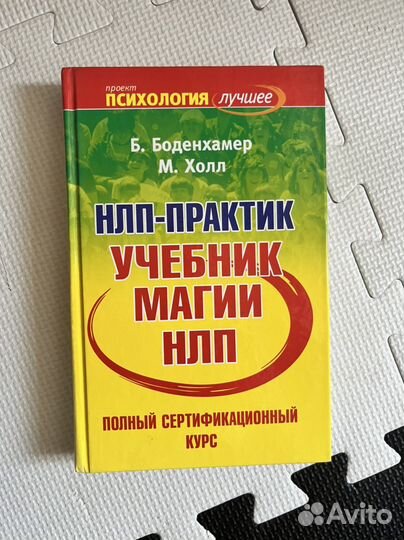 проект
ПСИХОЛОГИЯ лучшее
Б. Боденхамер
М. Холл
НЛП-ПРАКТИК
УЧЕБНИК
МАГИИ
НЛП
ПОЛНЫЙ СЕРТИФИКАЦИОННЫЙ
КУРС
Avito